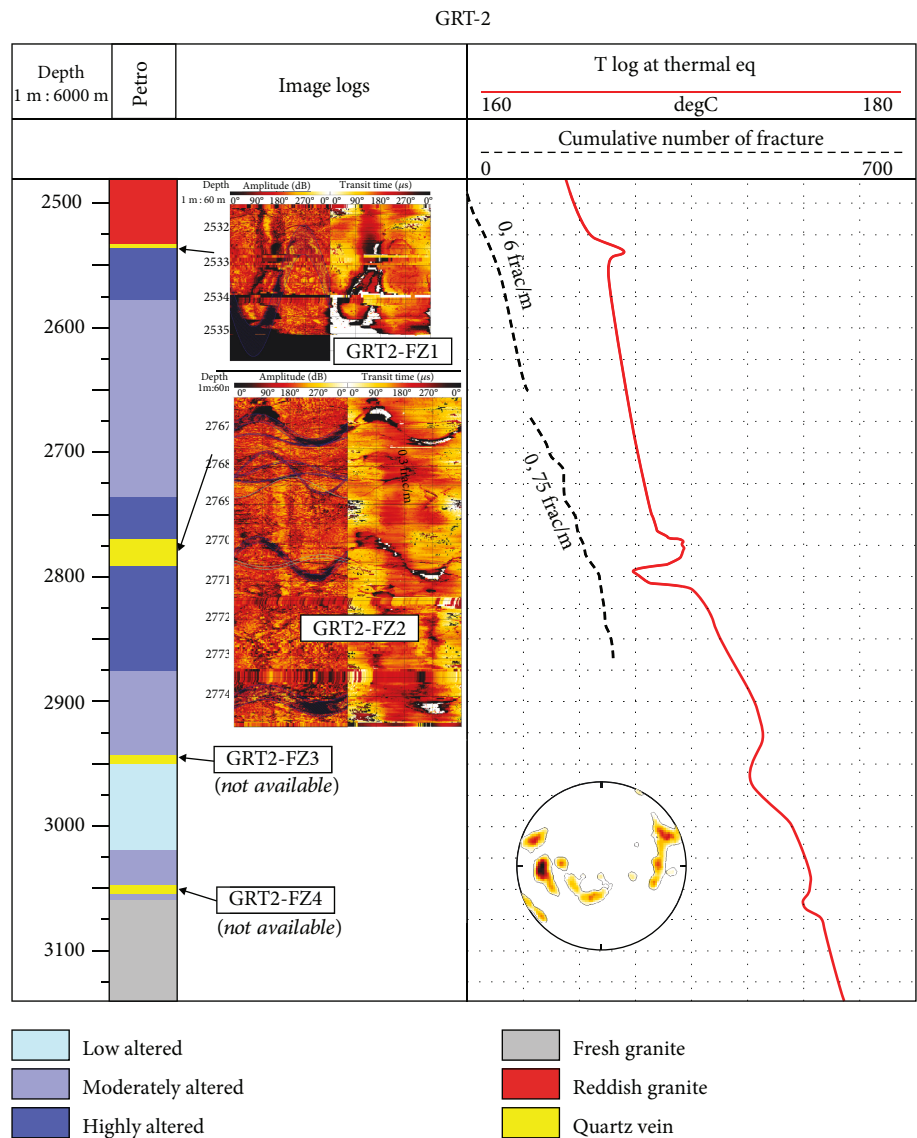 GRT-2
Depth
1 m : 6000 m
Petro
Image logs
T log at thermal eq
160 degC 180
Cumulative number of fracture
0 700
2500
2600
2700
2800
2900
3000
3100
Depth Amplitude (dB) Transit time (µs)
1 m : 60 m 0° 90° 180° 270° 0° 90° 180° 270° 0°
2532
2533
2534
2535
GRT2-FZ1
Depth Amplitude (dB) Transit time (µs)
1m:60m 0° 90° 180° 270° 0° 0° 90° 180° 270° 0°
2767
2768
2769
2770
2771
2772
2773
2774
0,3 frac/m
GRT2-FZ2
GRT2-FZ3
(not available)
GRT2-FZ4
(not available)
0, 6 frac/m
0, 75 frac/m
Low altered
Moderately altered
Highly altered
Fresh granite
Reddish granite
Quartz vein